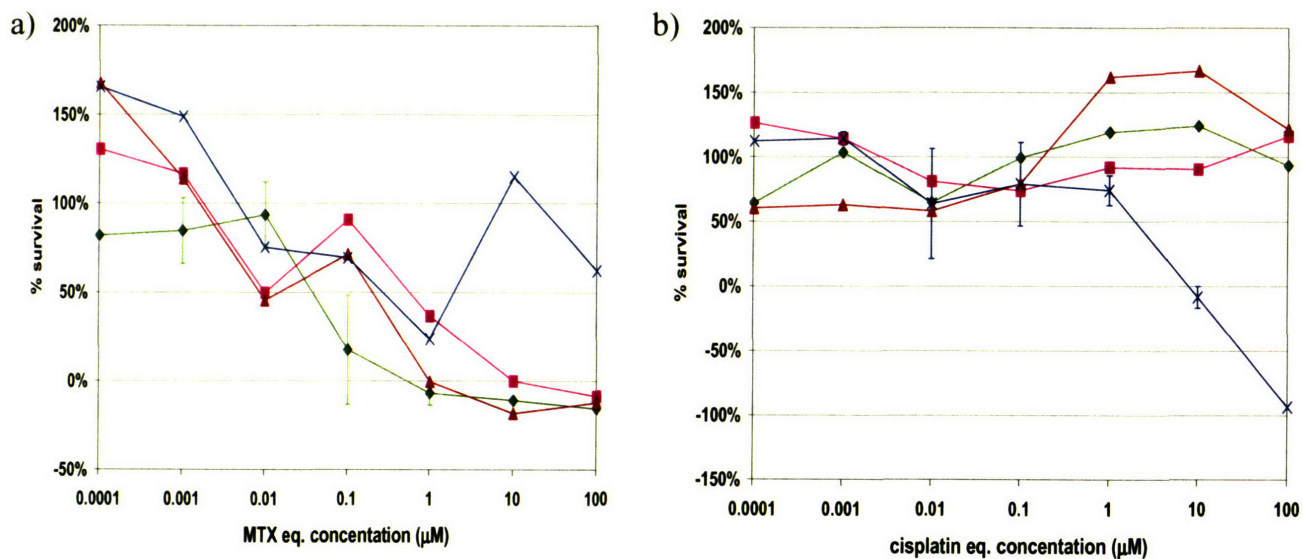 a)
200%
150%
100%
50%
0%
-50%
% survival
0.0001 0.001 0.01 0.1 1 10 100
MTX eq. concentration (µM)
b)
200%
150%
100%
50%
0%
-50%
-100%
-150%
% survival
0.0001 0.001 0.01 0.1 1 10 100
cisplatin eq. concentration (µM)